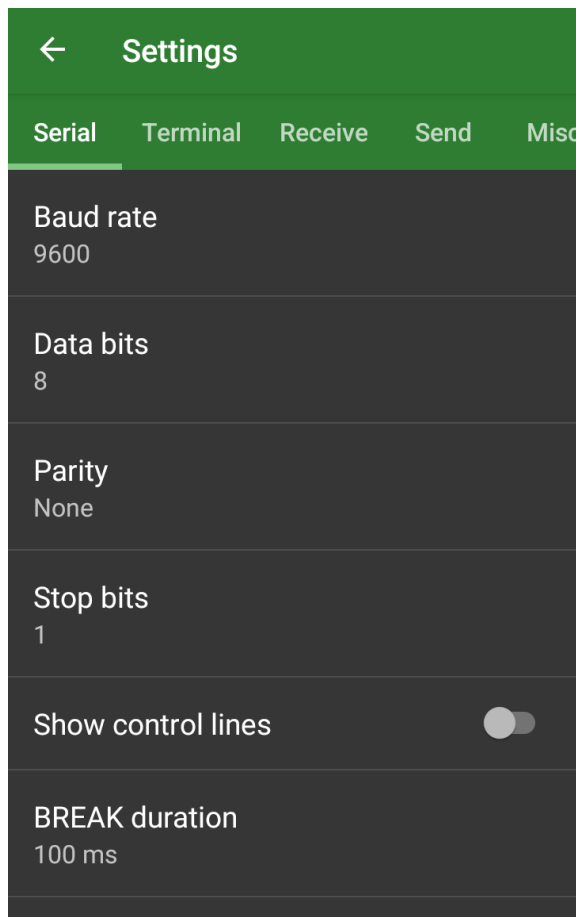 Settings
Serial Terminal Receive Send Misc
Baud rate
9600
Data bits
8
Parity
None
Stop bits
1
Show control lines
BREAK duration
100 ms